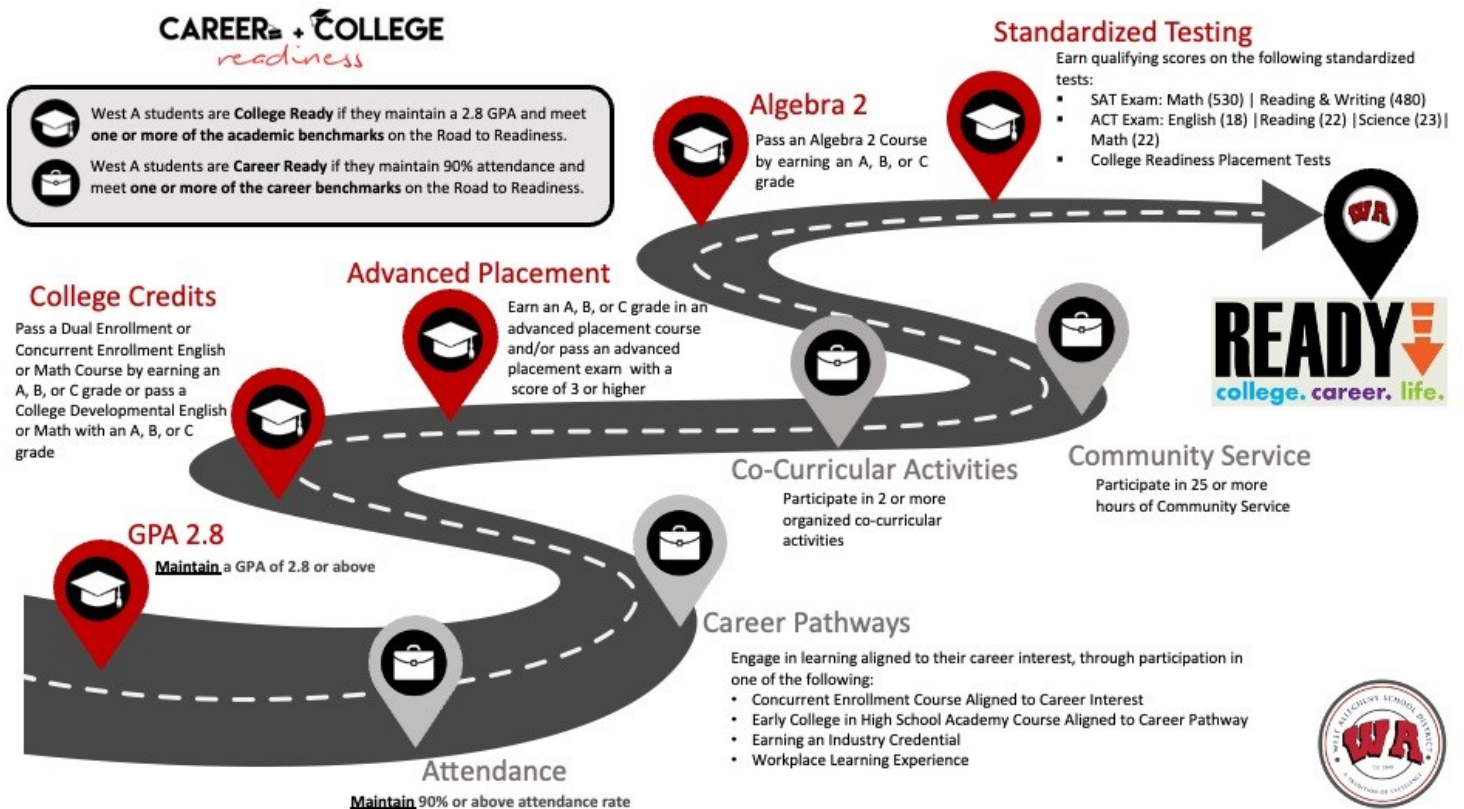 CAREER + COLLEGE
readiness
West A students are College Ready if they maintain a 2.8 GPA and meet
one or more of the academic benchmarks on the Road to Readiness.
West A students are Career Ready if they maintain 90% attendance and
meet one or more of the career benchmarks on the Road to Readiness.
Standardized Testing
Earn qualifying scores on the following standardized
tests:
▪ SAT Exam: Math (530) | Reading & Writing (480)
▪ ACT Exam: English (18) |Reading (22) |Science (23)|
Math (22)
▪ College Readiness Placement Tests
Algebra 2
Pass an Algebra 2 Course
by earning an A, B, or C
grade
WA
READY
college. career. life.
Advanced Placement
Earn an A, B, or C grade in an
advanced placement course
and/or pass an advanced
placement exam with a
score of 3 or higher
College Credits
Pass a Dual Enrollment or
Concurrent Enrollment English
or Math Course by earning an
A, B, or C grade or pass a
College Developmental English
or Math with an A, B, or C
grade
Co-Curricular Activities
Participate in 2 or more
organized co-curricular
activities
Community Service
Participate in 25 or more
hours of Community Service
GPA 2.8
Maintain a GPA of 2.8 or above
Career Pathways
Engage in learning aligned to their career interest, through participation in
one of the following:
• Concurrent Enrollment Course Aligned to Career Interest
• Early College in High School Academy Course Aligned to Career Pathway
• Earning an Industry Credential
• Workplace Learning Experience
Attendance
Maintain 90% or above attendance rate
WEST ALLEGHENY SCHOOL DISTRICT
WA
A TRADITION OF EXCELLENCE